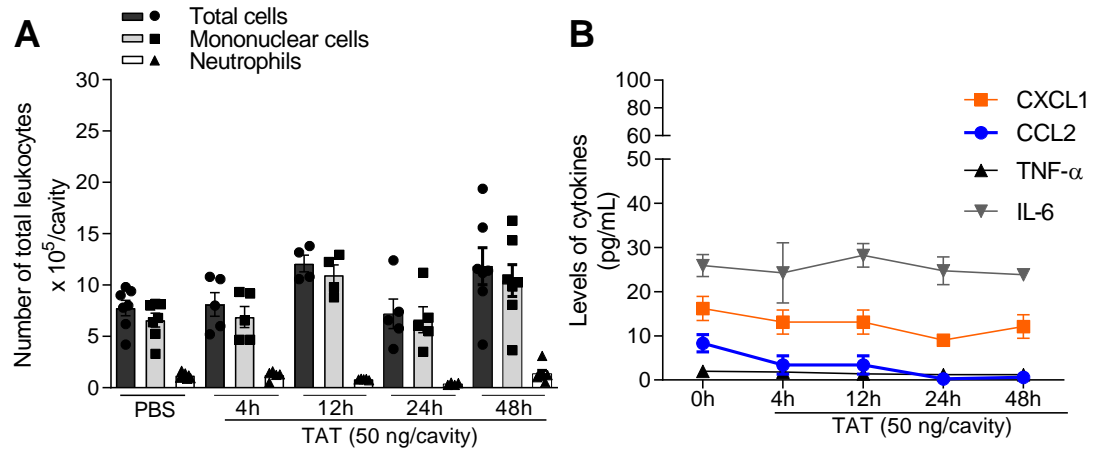 A
Total cells
Mononuclear cells
Neutrophils
Number of total leukocytes
x 10⁵/cavity
30
25
20
15
10
5
0
PBS 4h 12h 24h 48h
TAT (50 ng/cavity)
B
Levels of cytokines
(pg/mL)
100
80
60
50
40
30
20
10
0
0h 4h 12h 24h 48h
TAT (50 ng/cavity)
CXCL1
CCL2
TNF-α
IL-6